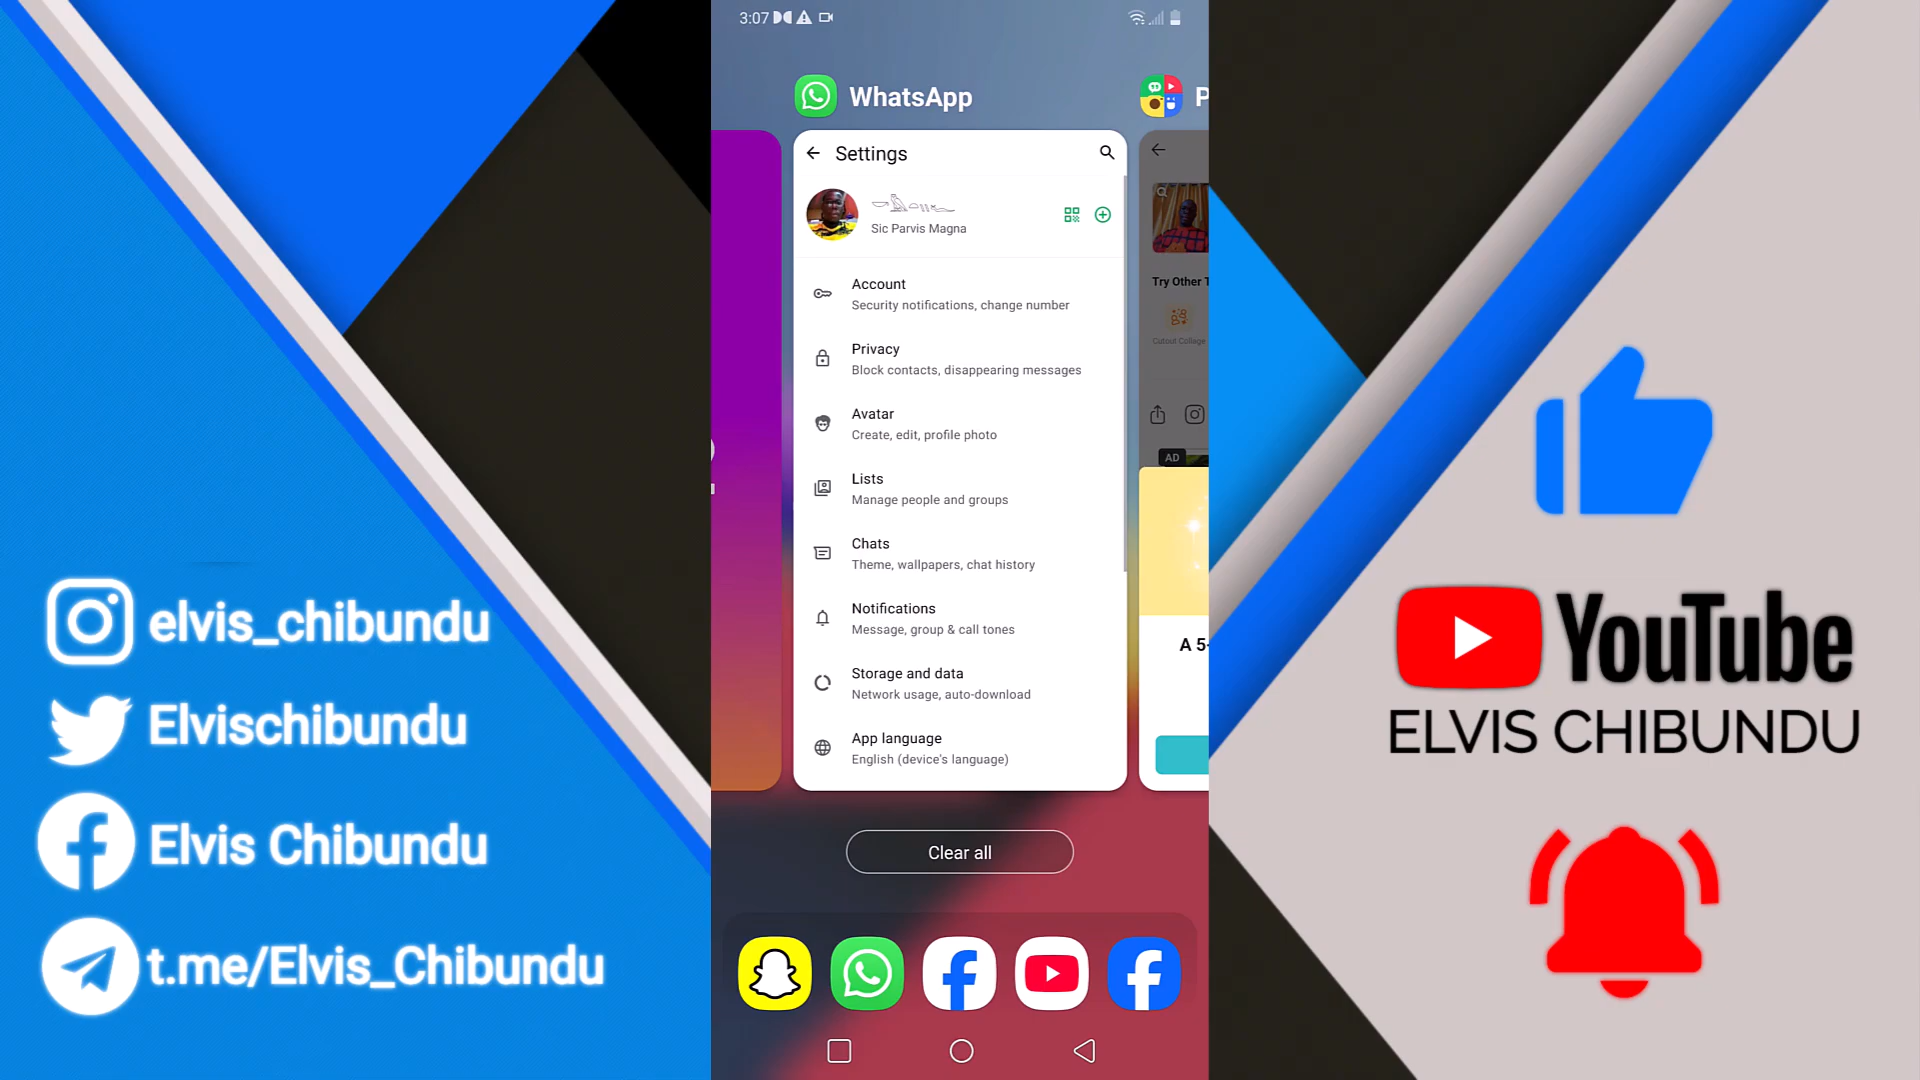 3:07
WhatsApp
P
Settings
Sic Parvis Magna
Account
Security notifications, change number
Privacy
Block contacts, disappearing messages
Avatar
Create, edit, profile photo
Lists
Manage people and groups
Chats
Theme, wallpapers, chat history
Notifications
Message, group & call tones
Storage and data
Network usage, auto-download
App language
English (device's language)
Try Other T
Cutout Collage
AD
A 5-
Clear all
elvis_chibundu
Elvischibundu
Elvis Chibundu
t.me/Elvis_Chibundu
YouTube
ELVIS CHIBUNDU